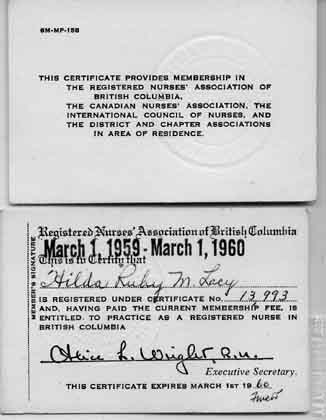 6M-MP-158
THIS CERTIFICATE PROVIDES MEMBERSHIP IN
THE REGISTERED NURSES' ASSOCIATION OF
BRITISH COLUMBIA,
THE CANADIAN NURSES' ASSOCIATION, THE
INTERNATIONAL COUNCIL OF NURSES, AND
THE DISTRICT AND CHAPTER ASSOCIATIONS
IN AREA OF RESIDENCE.
MEMBER'S SIGNATURE
Registered Nurses' Association of British Columbia
March 1, 1959 - March 1, 1960
This is to Certify that
Hilda Ruby M. Lacy
IS REGISTERED UNDER CERTIFICATE NO. 13,993
AND, HAVING PAID THE CURRENT MEMBERSHIP FEE, IS
ENTITLED TO PRACTICE AS A REGISTERED NURSE IN
BRITISH COLUMBIA
Alice L. Wright, R.N.
Executive Secretary.
THIS CERTIFICATE EXPIRES MARCH 1ST 1960